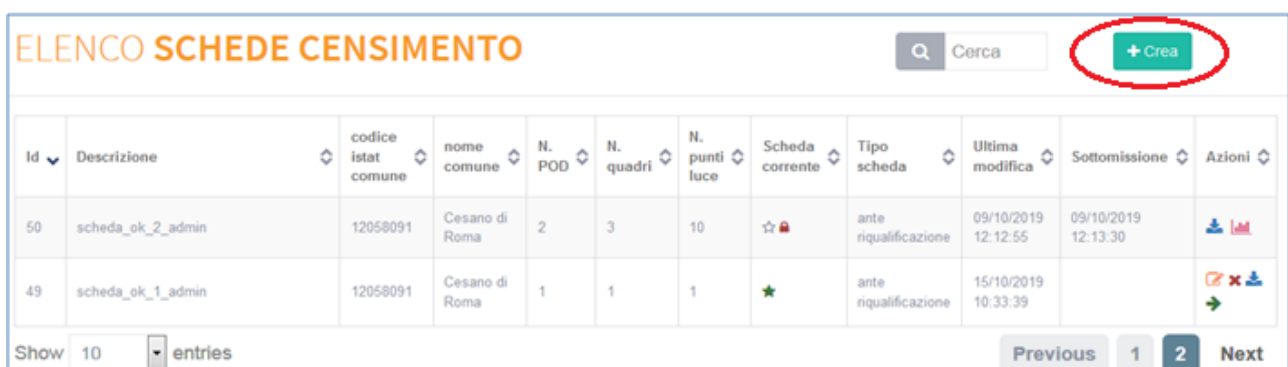 ELENCO SCHEDE CENSIMENTO
Cerca
+ Crea
Id
Descrizione
codice
istat
comune
nome
comune
N.
POD
N.
quadri
N.
punti
luce
Scheda
corrente
Tipo
scheda
Ultima
modifica
Sottomissione
Azioni
50
scheda_ok_2_admin
12058091
Cesano di
Roma
2
3
10
ante
riqualificazione
09/10/2019
12:12:55
09/10/2019
12:13:30
49
scheda_ok_1_admin
12058091
Cesano di
Roma
1
1
1
ante
riqualificazione
15/10/2019
10:33:39
Show 10 entries
Previous 1 2 Next